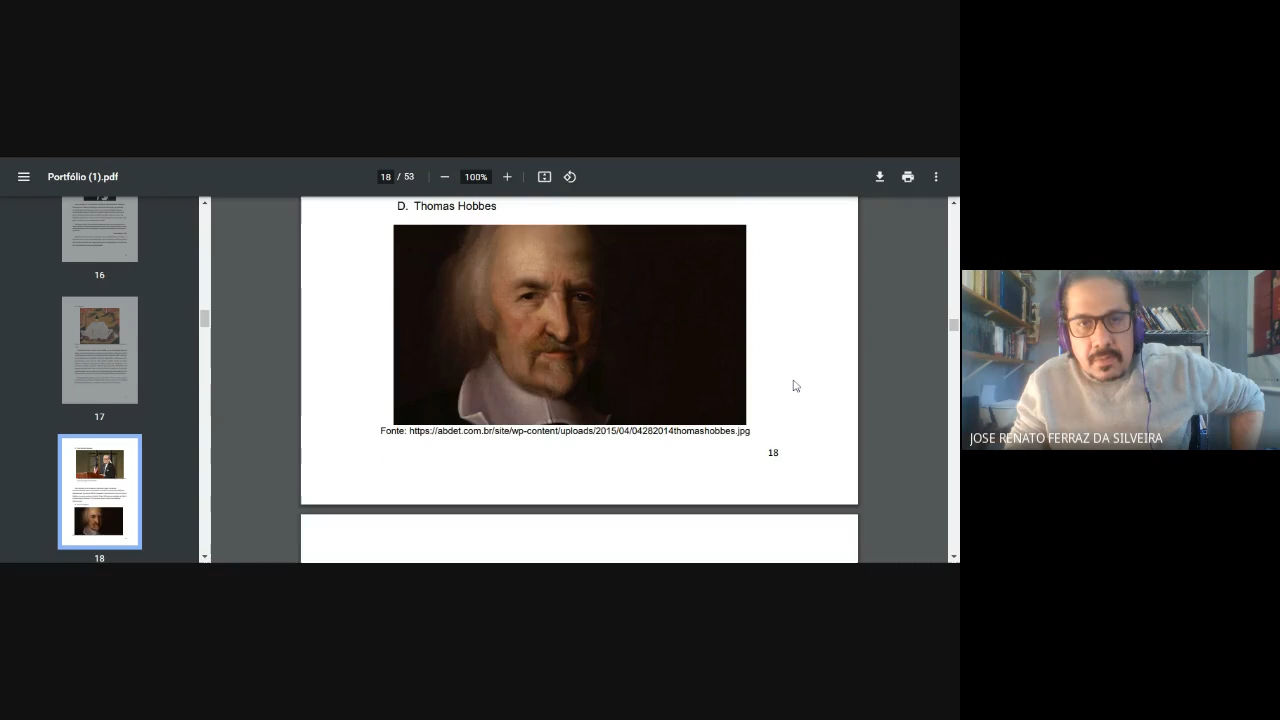 Portfólio (1).pdf
18 / 53
100%
16
17
18
D. Thomas Hobbes
Fonte: https://abdet.com.br/site/wp-content/uploads/2015/04/04282014thomashobbes.jpg
18
JOSE RENATO FERRAZ DA SILVEIRA